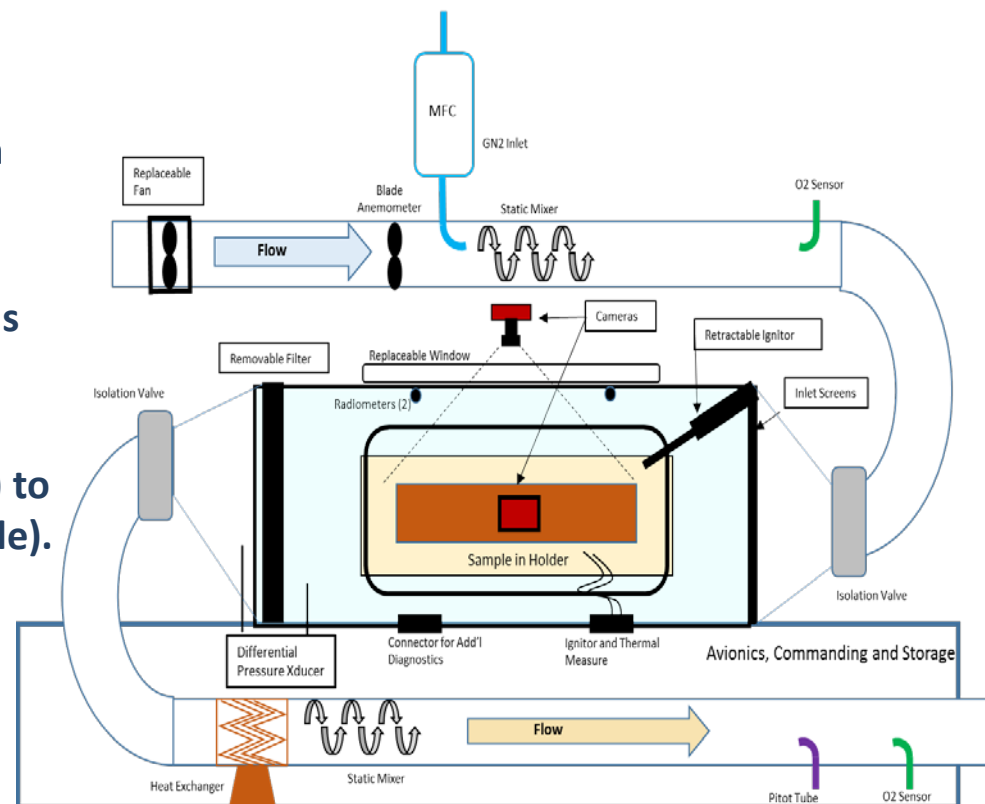 MFC
GN2 Inlet
Replaceable
Fan
Blade
Anemometer
Static Mixer
O2 Sensor
Flow
s
Cameras
Retractable Ignitor
Removable Filter
Replaceable Window
Isolation Valve
Radiometers (2)
Inlet Screens
to
le).
Sample in Holder
Isolation Valve
Connector for Add'l
Diagnostics
Ignitor and Thermal
Measure
Differential
Pressure Xducer
Avionics, Commanding and Storage
Flow
Static Mixer
Heat Exchanger
Pitot Tube
O2 Sensor